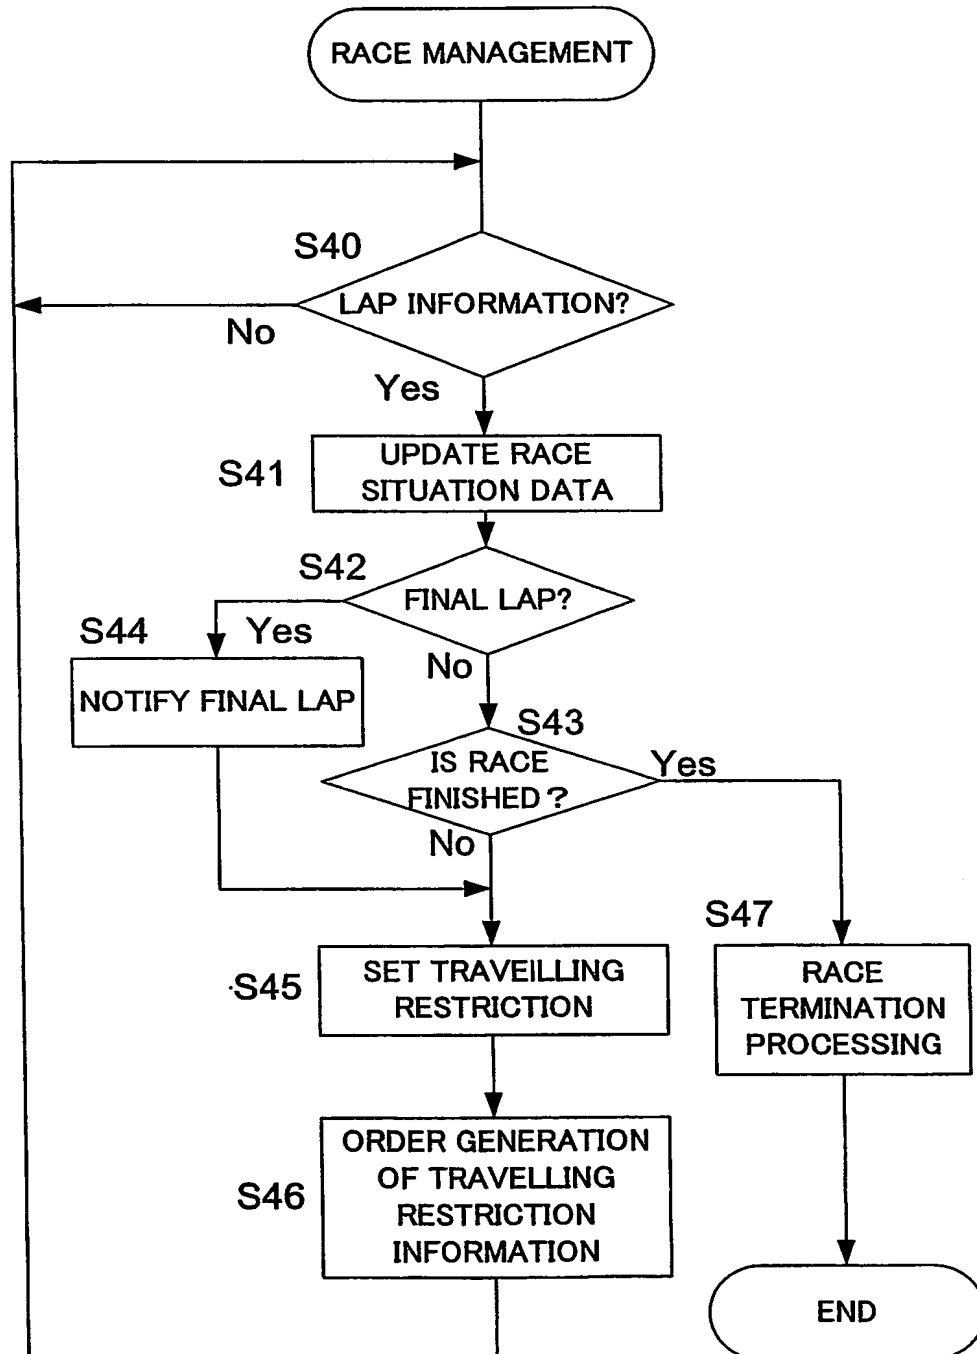 RACE MANAGEMENT
S40
LAP INFORMATION?
No
Yes
S41
UPDATE RACE
SITUATION DATA
S42
FINAL LAP?
S44
Yes
No
NOTIFY FINAL LAP
S43
IS RACE
FINISHED?
Yes
No
S47
S45
SET TRAVEILLING
RESTRICTION
RACE
TERMINATION
PROCESSING
S46
ORDER GENERATION
OF TRAVELLING
RESTRICTION
INFORMATION
END